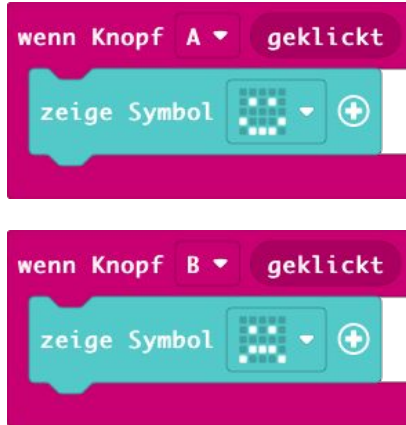 wenn Knopf A geklickt
zeige Symbol
wenn Knopf B geklickt
zeige Symbol